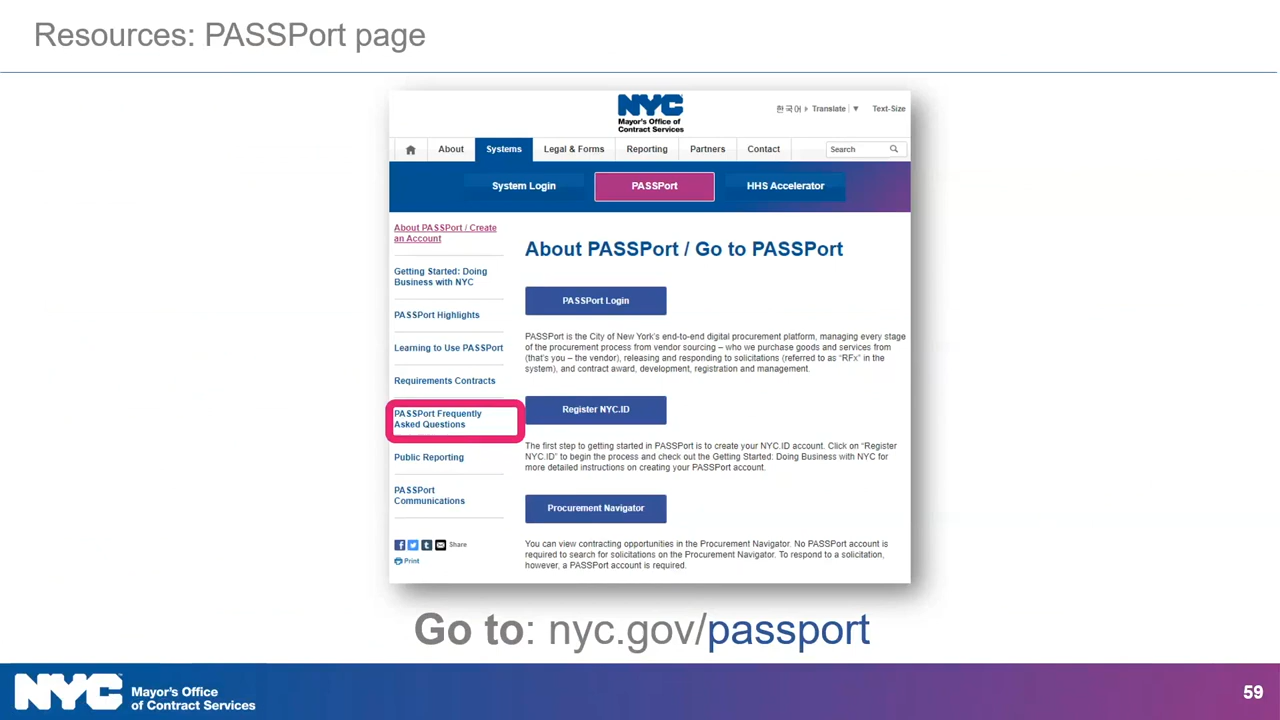 Resources: PASSPort page
NYC
Mayor's Office of
Contract Services
한국어 Translate Text-Size
About Systems Legal & Forms Reporting Partners Contact Search
System Login PASSPort HHS Accelerator
About PASSPort / Create
an Account
Getting Started: Doing
Business with NYC
PASSPort Highlights
Learning to Use PASSPort
Requirements Contracts
PASSPort Frequently
Asked Questions
Public Reporting
PASSPort
Communications
Share
Print
About PASSPort / Go to PASSPort
PASSPort Login
PASSPort is the City of New York's end-to-end digital procurement platform, managing every stage
of the procurement process from vendor sourcing – who we purchase goods and services from
(that's you – the vendor), releasing and responding to solicitations (referred to as "RFx" in the
system), and contract award, development, registration and management.
Register NYC.ID
The first step to getting started in PASSPort is to create your NYC.ID account. Click on "Register
NYC.ID" to begin the process and check out the Getting Started: Doing Business with NYC for
more detailed instructions on creating your PASSPort account.
Procurement Navigator
You can view contracting opportunities in the Procurement Navigator. No PASSPort account is
required to search for solicitations on the Procurement Navigator. To respond to a solicitation,
however, a PASSPort account is required.
Go to: nyc.gov/passport
NYC Mayor's Office
of Contract Services
59